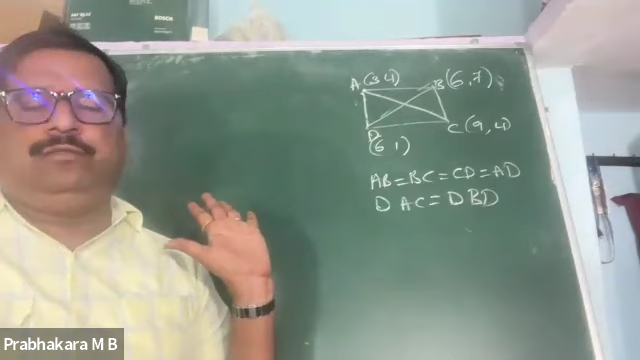 BOSCH
A (3 4) B (6, 7)
D C (9, 4)
(6 1)
AB = BC = CD = AD
D AC = D BD
Prabhakara M B